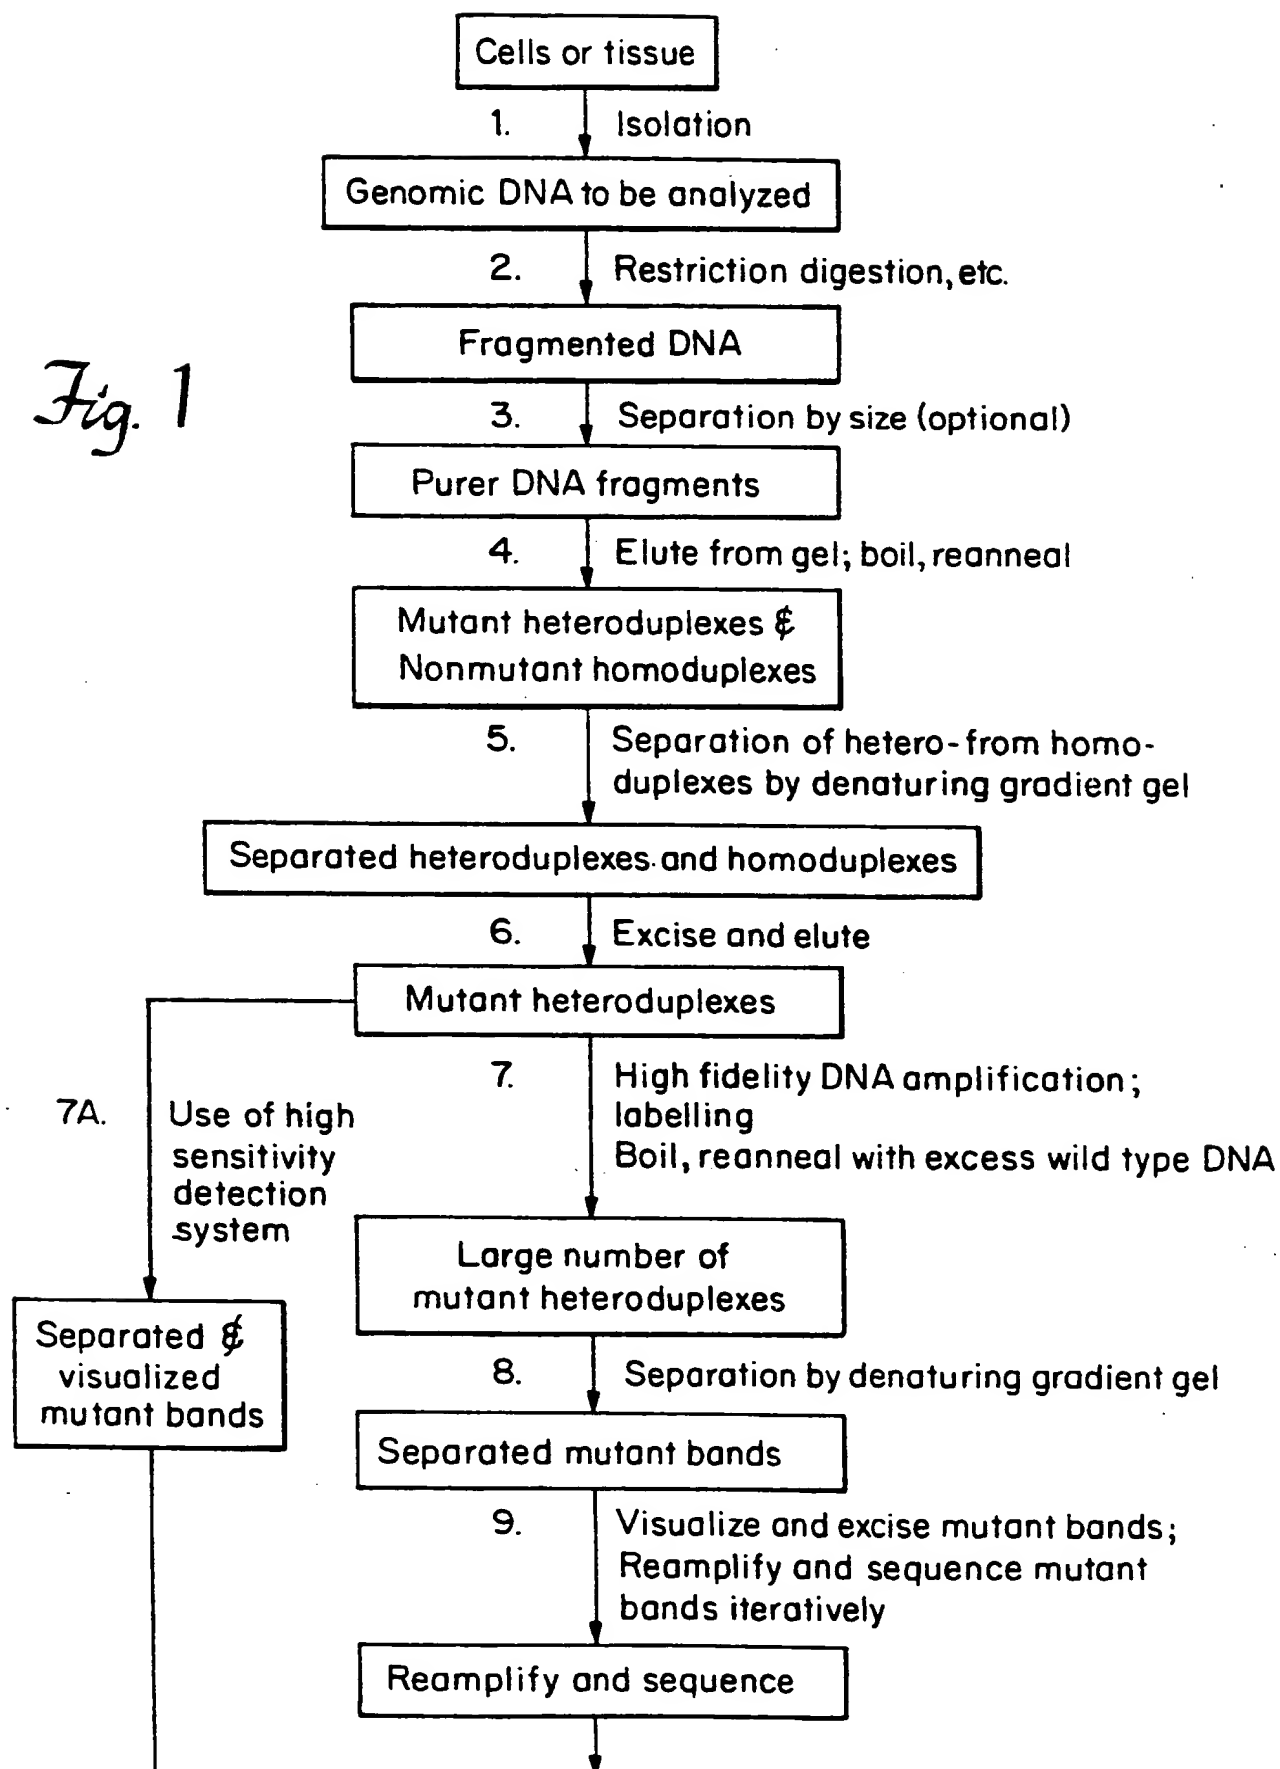 Cells or tissue
1. Isolation
Genomic DNA to be analyzed
2. Restriction digestion, etc.
Fragmented DNA
Fig. 1
3. Separation by size (optional)
Purer DNA fragments
4. Elute from gel; boil, reanneal
Mutant heteroduplexes &
Nonmutant homoduplexes
5. Separation of hetero-from homo-
duplexes by denaturing gradient gel
Separated heteroduplexes and homoduplexes
6. Excise and elute
Mutant heteroduplexes
7. High fidelity DNA amplification;
labelling
Boil, reanneal with excess wild type DNA
7A. Use of high
sensitivity
detection
system
Large number of
mutant heteroduplexes
Separated &
visualized
mutant bands
8. Separation by denaturing gradient gel
Separated mutant bands
9. Visualize and excise mutant bands;
Reamplify and sequence mutant
bands iteratively
Reamplify and sequence